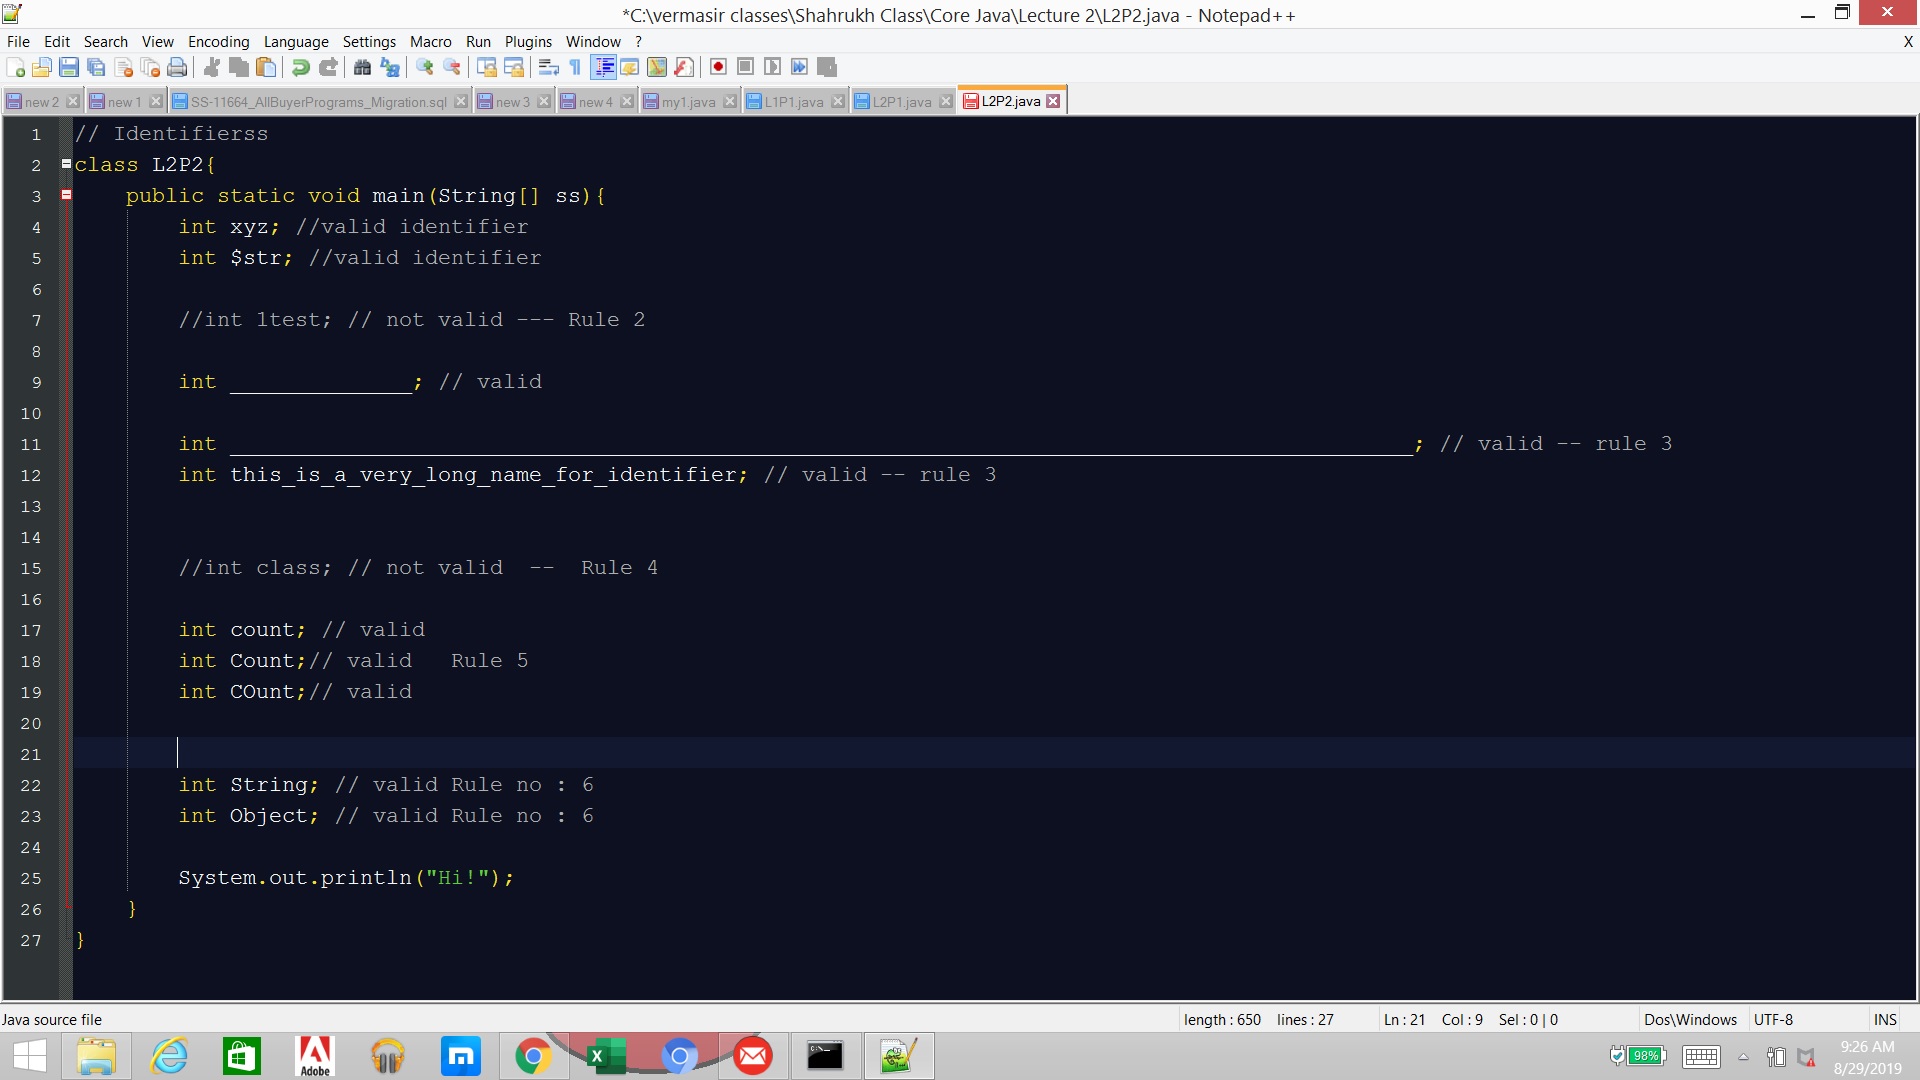 *C:\vermasir classes\Shahrukh Class\Core Java\Lecture 2\L2P2.java - Notepad++
File Edit Search View Encoding Language Settings Macro Run Plugins Window ? X
new 2 new 1 SS-11664_AllBuyerPrograms_Migration.sql new 3 new 4 my1.java L1P1.java L2P1.java L2P2.java
1 // Identifierss
2 class L2P2{
3 public static void main(String[] ss){
4 int xyz; //valid identifier
5 int $str; //valid identifier
6
7 //int 1test; // not valid --- Rule 2
8
9 int ______________; // valid
10
11 int ___________________________________________________________________________________________; // valid -- rule 3
12 int this_is_a_very_long_name_for_identifier; // valid -- rule 3
13
14
15 //int class; // not valid -- Rule 4
16
17 int count; // valid
18 int Count;// valid Rule 5
19 int COunt;// valid
20
21
22 int String; // valid Rule no : 6
23 int Object; // valid Rule no : 6
24
25 System.out.println("Hi!");
26 }
27 }
Java source file length : 650 lines : 27 Ln : 21 Col : 9 Sel : 0 | 0 Dos\Windows UTF-8 INS
Adobe
98%
9:26 AM
8/29/2019